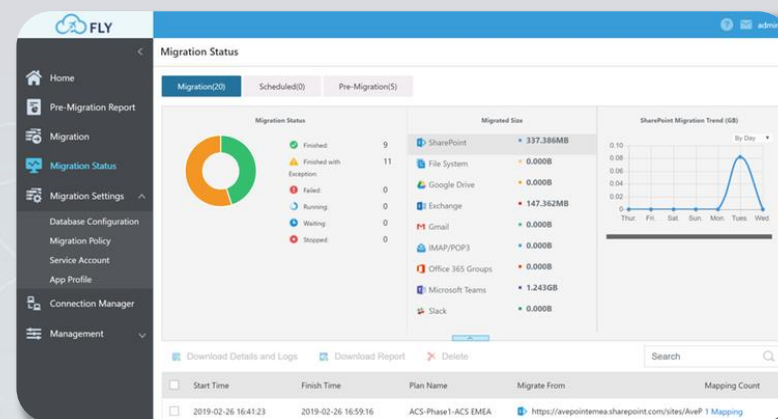 FLY
admin
Migration Status
Home
Pre-Migration Report
Migration
Migration Status
Migration Settings
Database Configuration
Migration Policy
Service Account
App Profile
Connection Manager
Management
Migration(20)
Scheduled(0)
Pre-Migration(5)
Migration Status
Finished: 9
Finished with Exception: 11
Failed: 0
Running: 0
Waiting: 0
Stopped: 0
Migrated Size
SharePoint 337.386MB
File System 0.000B
Google Drive 0.000B
Exchange 147.362MB
Gmail 0.000B
IMAP/POP3 0.000B
Office 365 Groups 0.000B
Microsoft Teams 1.243GB
Slack 0.000B
SharePoint Migration Trend (GB)
By Day
0.10
0.08
0.06
0.04
0.02
0
Thur. Fri. Sat. Sun. Mon. Tues. Wed.
Download Details and Logs
Download Report
Delete
Search
Start Time Finish Time Plan Name Migrate From Mapping Count
2019-02-26 16:41:23 2019-02-26 16:59:16 ACS-Phase1-ACS EMEA https://avepointemea.sharepoint.com/sites/AveP 1 Mapping